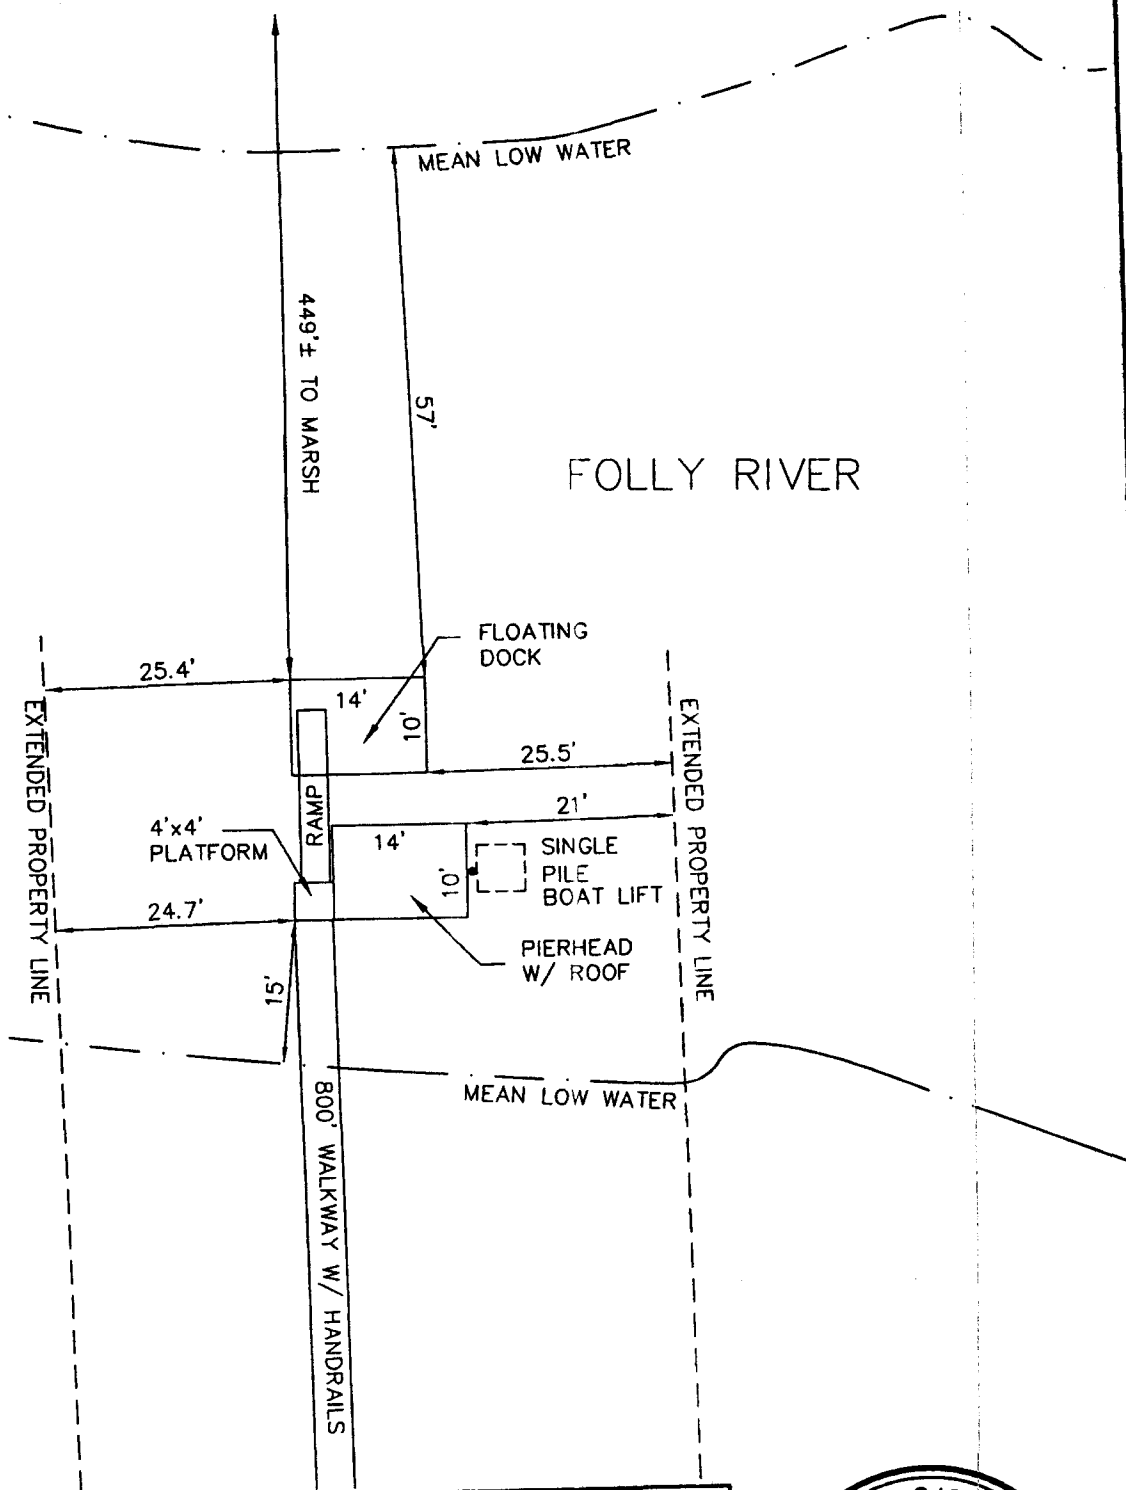 MEAN LOW WATER
449'± TO MARSH
57'
FOLLY RIVER
FLOATING
DOCK
25.4'
14'
10'
EXTENDED PROPERTY LINE
EXTENDED PROPERTY LINE
25.5'
RAMP
21'
4'x4'
PLATFORM
14'
10'
SINGLE
PILE
BOAT LIFT
24.7'
PIERHEAD
W/ ROOF
15'
MEAN LOW WATER
800' WALKWAY W/ HANDRAILS